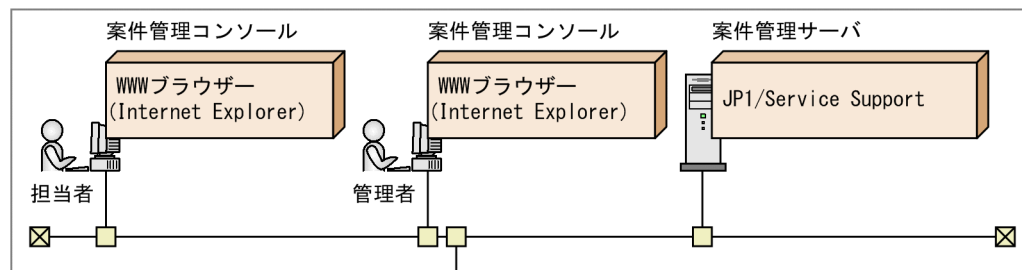 案件管理コンソール
WWWブラウザー
(Internet Explorer)
担当者
案件管理コンソール
WWWブラウザー
(Internet Explorer)
管理者
案件管理サーバ
JP1/Service Support